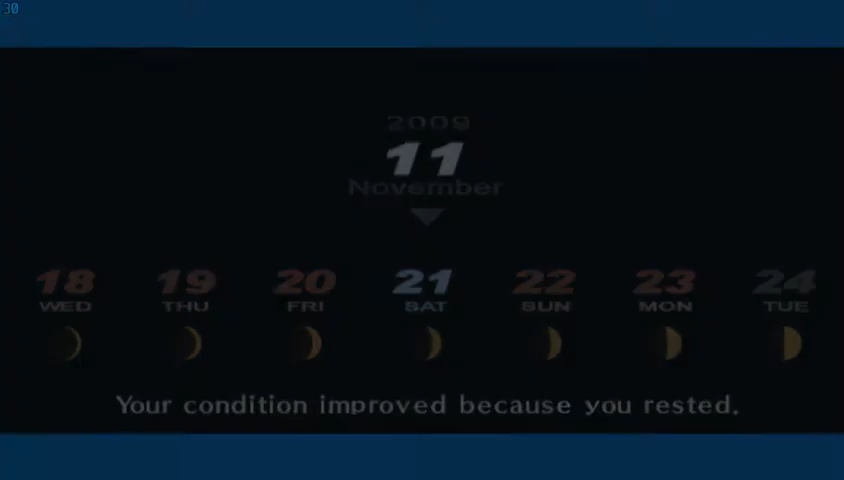 30
2009
11
November
18 19 20 21 22 23 24
WED THU FRI SAT SUN MON TUE
Your condition improved because you rested.